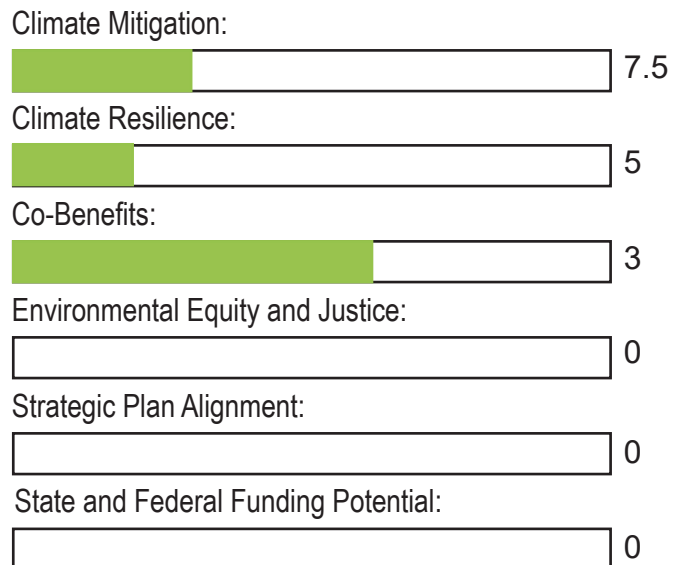 Climate Mitigation:
7.5
Climate Resilience:
5
Co-Benefits:
3
Environmental Equity and Justice:
0
Strategic Plan Alignment:
0
State and Federal Funding Potential:
0